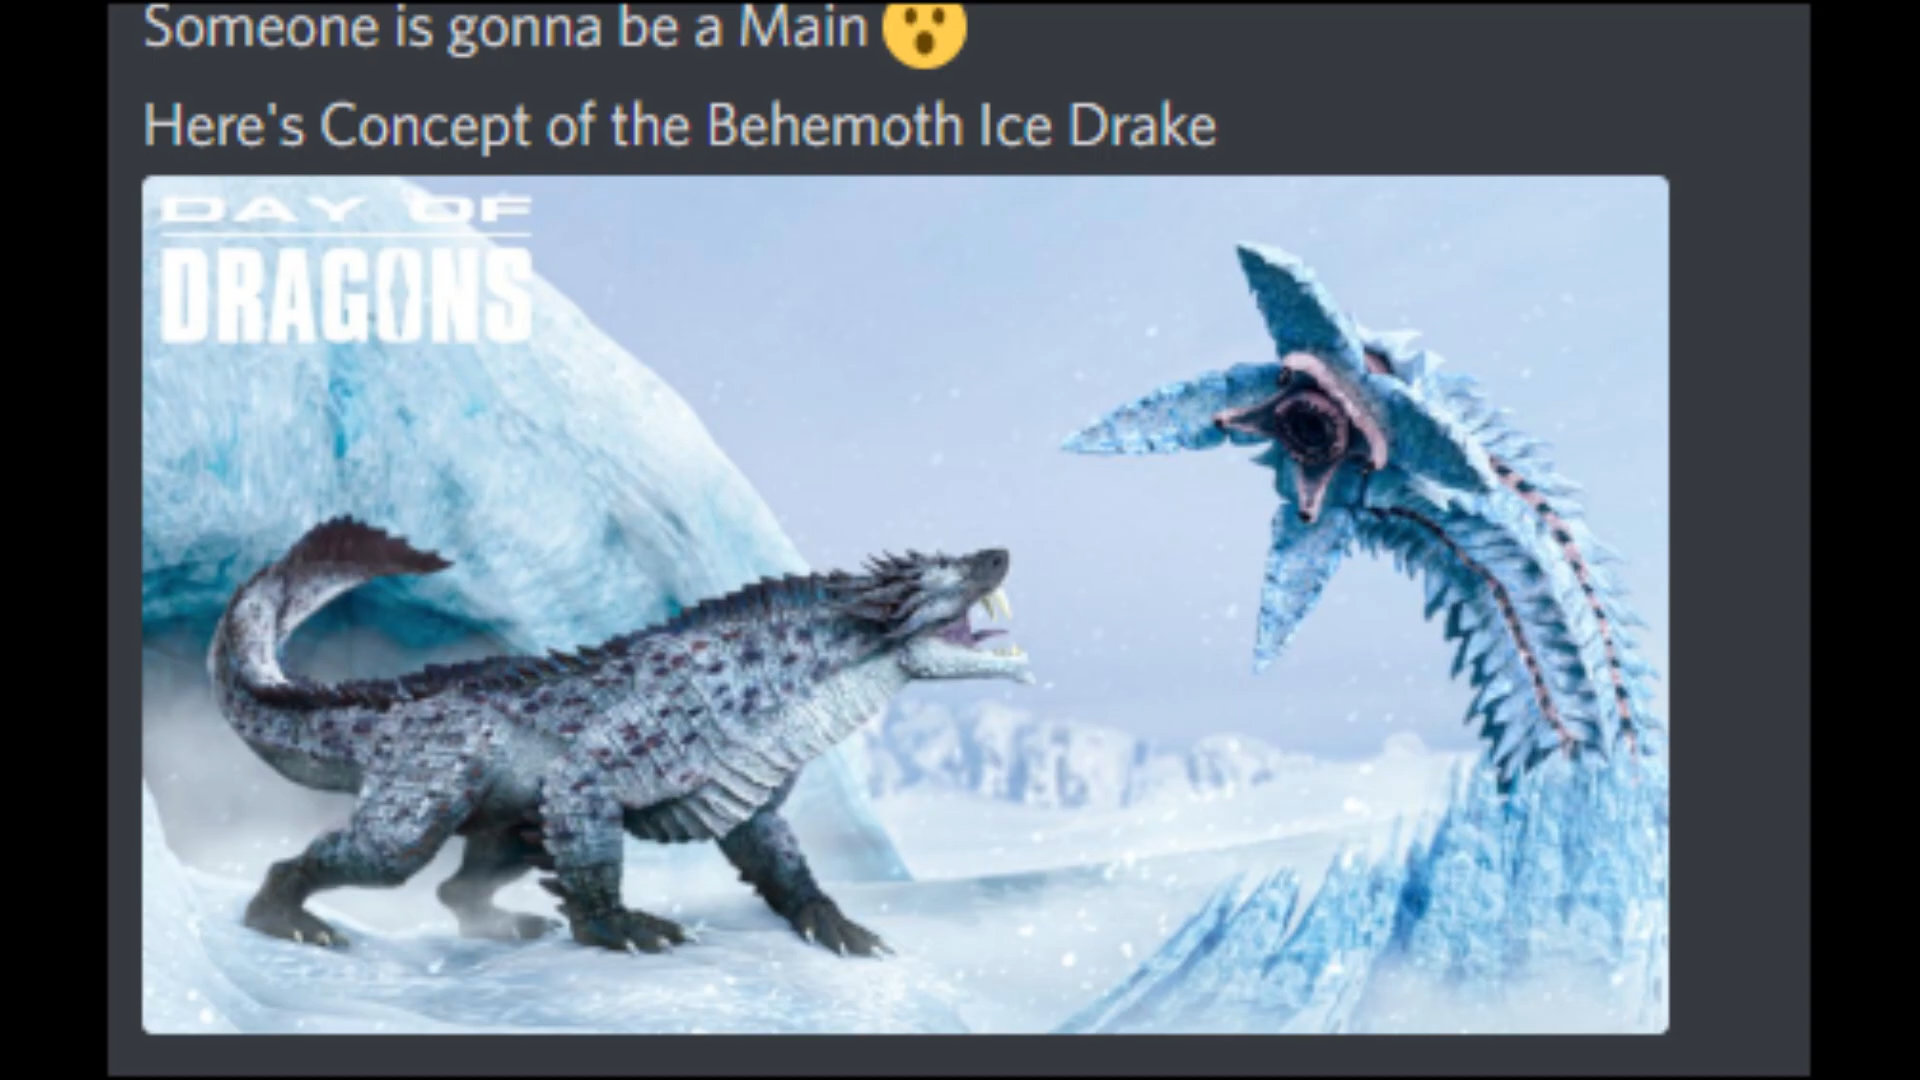 Someone is gonna be a Main 😮
Here's Concept of the Behemoth Ice Drake
DAY OF
DRAGONS